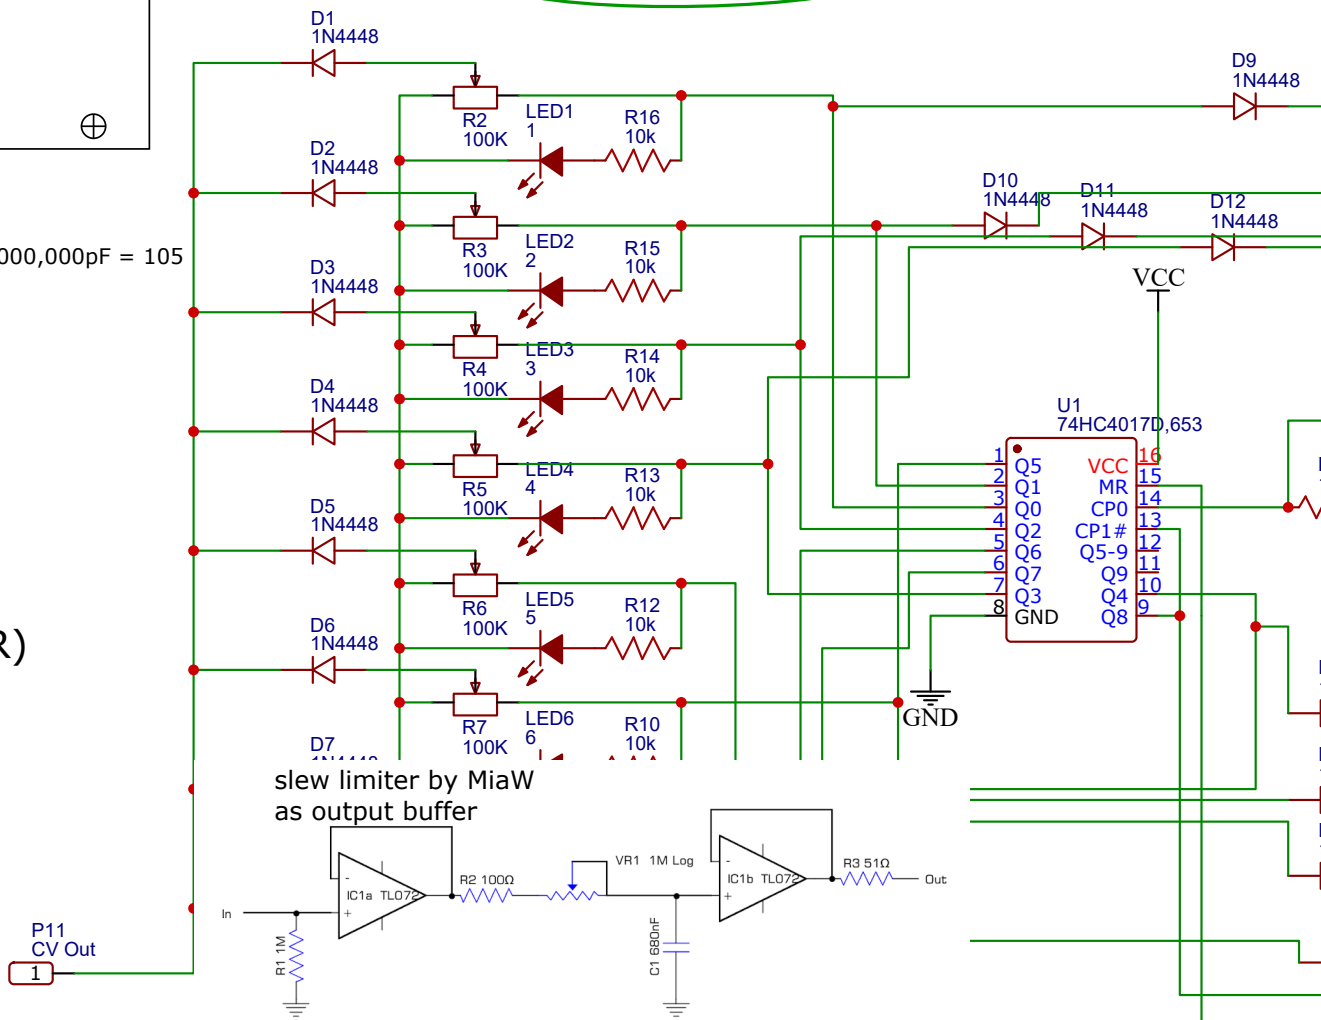 D1
1N4448
R2
100K
LED1
1
R16
10k
D9
1N4448
D2
1N4448
R3
100K
LED2
2
R15
10k
D10
1N4448
D11
1N4448
D12
1N4448
000,000pF = 105
D3
1N4448
R4
100K
LED3
3
R14
10k
VCC
D4
1N4448
R5
100K
LED4
4
R13
10k
U1
74HC4017D,653
1 Q5
2 Q1
3 Q0
4 Q2
5 Q6
6 Q7
7 Q3
8 GND
VCC 16
MR 15
CP0 14
CP1# 13
Q5-9 12
Q9 11
Q4 10
Q8 9
GND
D5
1N4448
R6
100K
LED5
5
R12
10k
R)
D6
1N4448
R7
100K
LED6
6
R10
10k
D7
1N4448
slew limiter by MiaW
as output buffer
In
R1 1M
IC1a TL072
-
+
R2 100Ω
VR1 1M Log
C1 680nF
IC1b TL072
-
+
R3 51Ω
Out
P11
CV Out
1